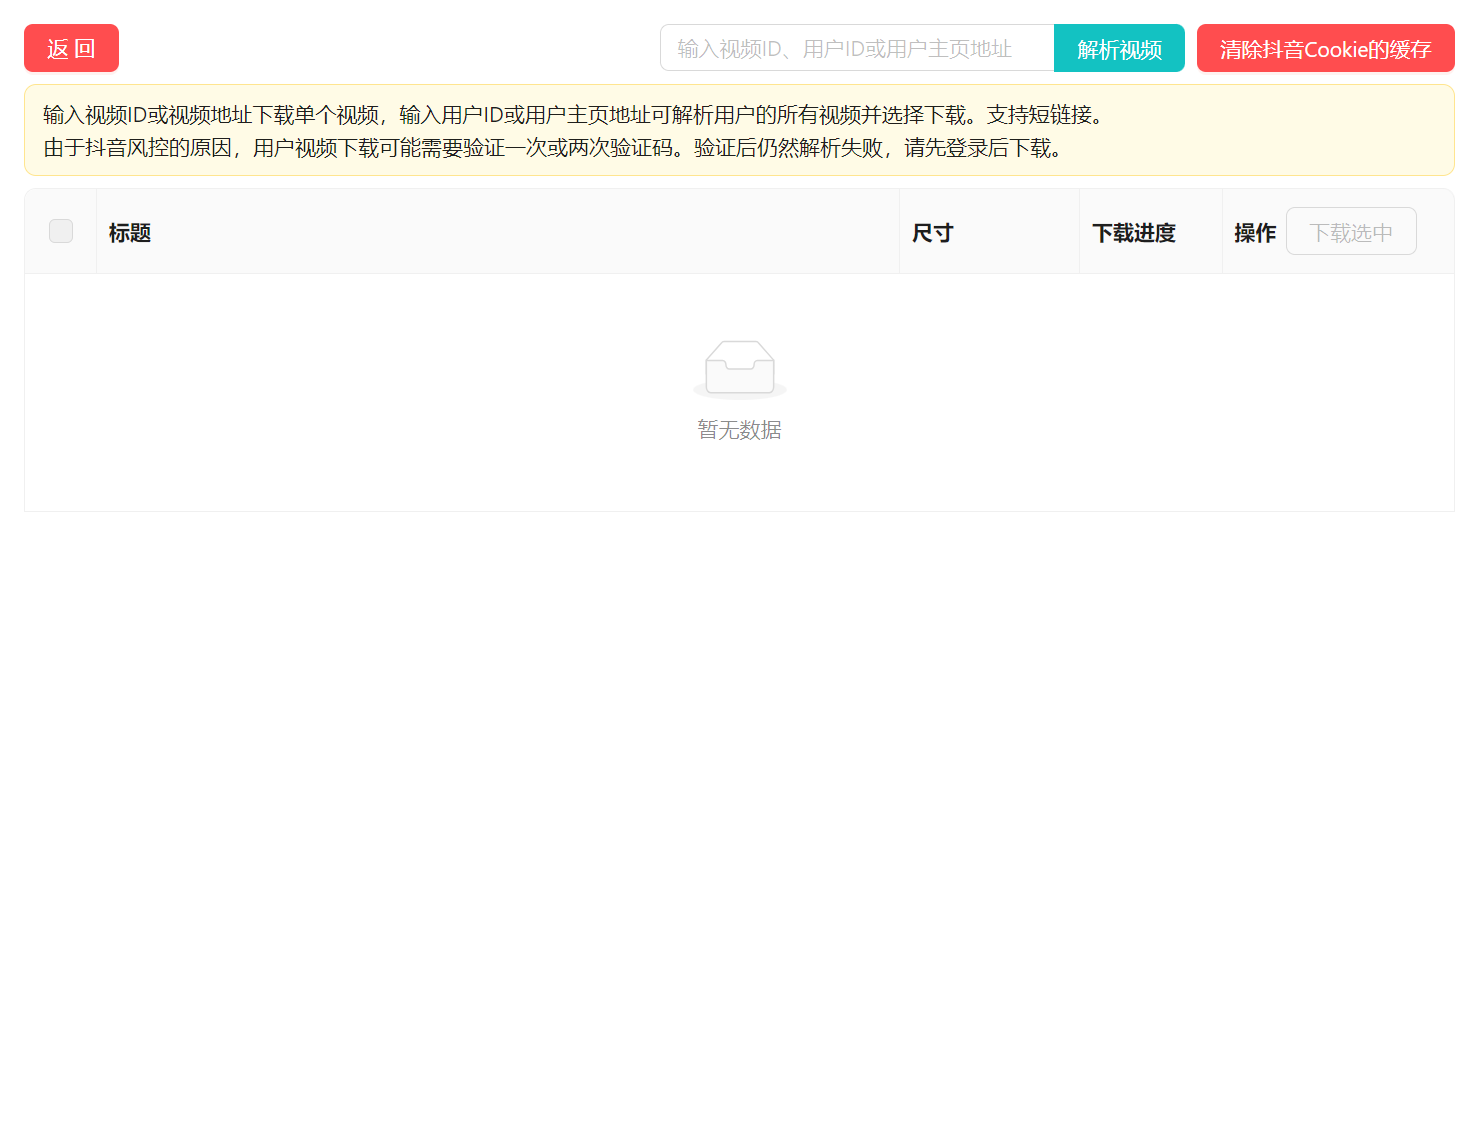 返 回
输入视频ID、用户ID或用户主页地址
解析视频
清除抖音Cookie的缓存
输入视频ID或视频地址下载单个视频，输入用户ID或用户主页地址可解析用户的所有视频并选择下载。支持短链接。
由于抖音风控的原因，用户视频下载可能需要验证一次或两次验证码。验证后仍然解析失败，请先登录后下载。
标题
尺寸
下载进度
操作
下载选中
暂无数据